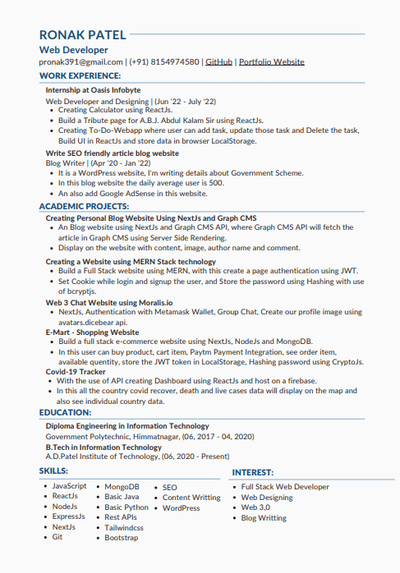 RONAK PATEL
Web Developer
pronak391@gmail.com | (+91) 8154974580 | GitHub | Portfolio Website
WORK EXPERIENCE:
Internship at Oasis Infobyte
Web Developer and Designing | (Jun '22 - July '22)
• Creating Calculator using ReactJs.
• Build a Tribute page for A.B.J. Abdul Kalam Sir using ReactJs.
• Creating To-Do-Webapp where user can add task, update those task and Delete the task,
Build UI in ReactJs and store data in browser LocalStorage.
Write SEO friendly article blog website
Blog Writer | (Apr '20 - Jan '22)
• It is a WordPress website, I'm writing details about Government Scheme.
• In this blog website the daily average user is 500.
• An also add Google AdSense in this website.
ACADEMIC PROJECTS:
Creating Personal Blog Website Using NextJs and Graph CMS
• An Blog website using NextJs and Graph CMS API, where Graph CMS API will fetch the
article in Graph CMS using Server Side Rendering.
• Display on the website with content, image, author name and comment.
Creating a Website using MERN Stack technology
• Build a Full Stack website using MERN, with this create a page authentication using JWT.
• Set Cookie while login and signup the user, and Store the password using Hashing with use
of bcryptjs.
Web 3 Chat Website using Moralis.io
• NextJs, Authentication with Metamask Wallet, Group Chat, Create our profile image using
avatars.dicebear api.
E-Mart - Shopping Website
• Build a full stack e-commerce website using NextJs, NodeJs and MongoDB.
• In this user can buy product, cart item, Paytm Payment Integration, see order item,
available quantity, store the JWT token in LocalStorage, Hashing password using CryptoJs.
Covid-19 Tracker
• With the use of API creating Dashboard using ReactJs and host on a firebase.
• In this all the country covid recover, death and live cases data will display on the map and
also see individual country data.
EDUCATION:
Diploma Engineering in Information Technology
Government Polytechnic, Himmatnagar, (06, 2017 - 04, 2020)
B.Tech in Information Technology
A.D.Patel Institute of Technology, (06, 2020 - Present)
SKILLS:
• JavaScript
• ReactJs
• NodeJs
• ExpressJs
• NextJs
• Git
• MongoDB
• Basic Java
• Basic Python
• Rest APIs
• Tailwindcss
• Bootstrap
• SEO
• Content Writting
• WordPress
INTEREST:
• Full Stack Web Developer
• Web Designing
• Web 3.0
• Blog Writting